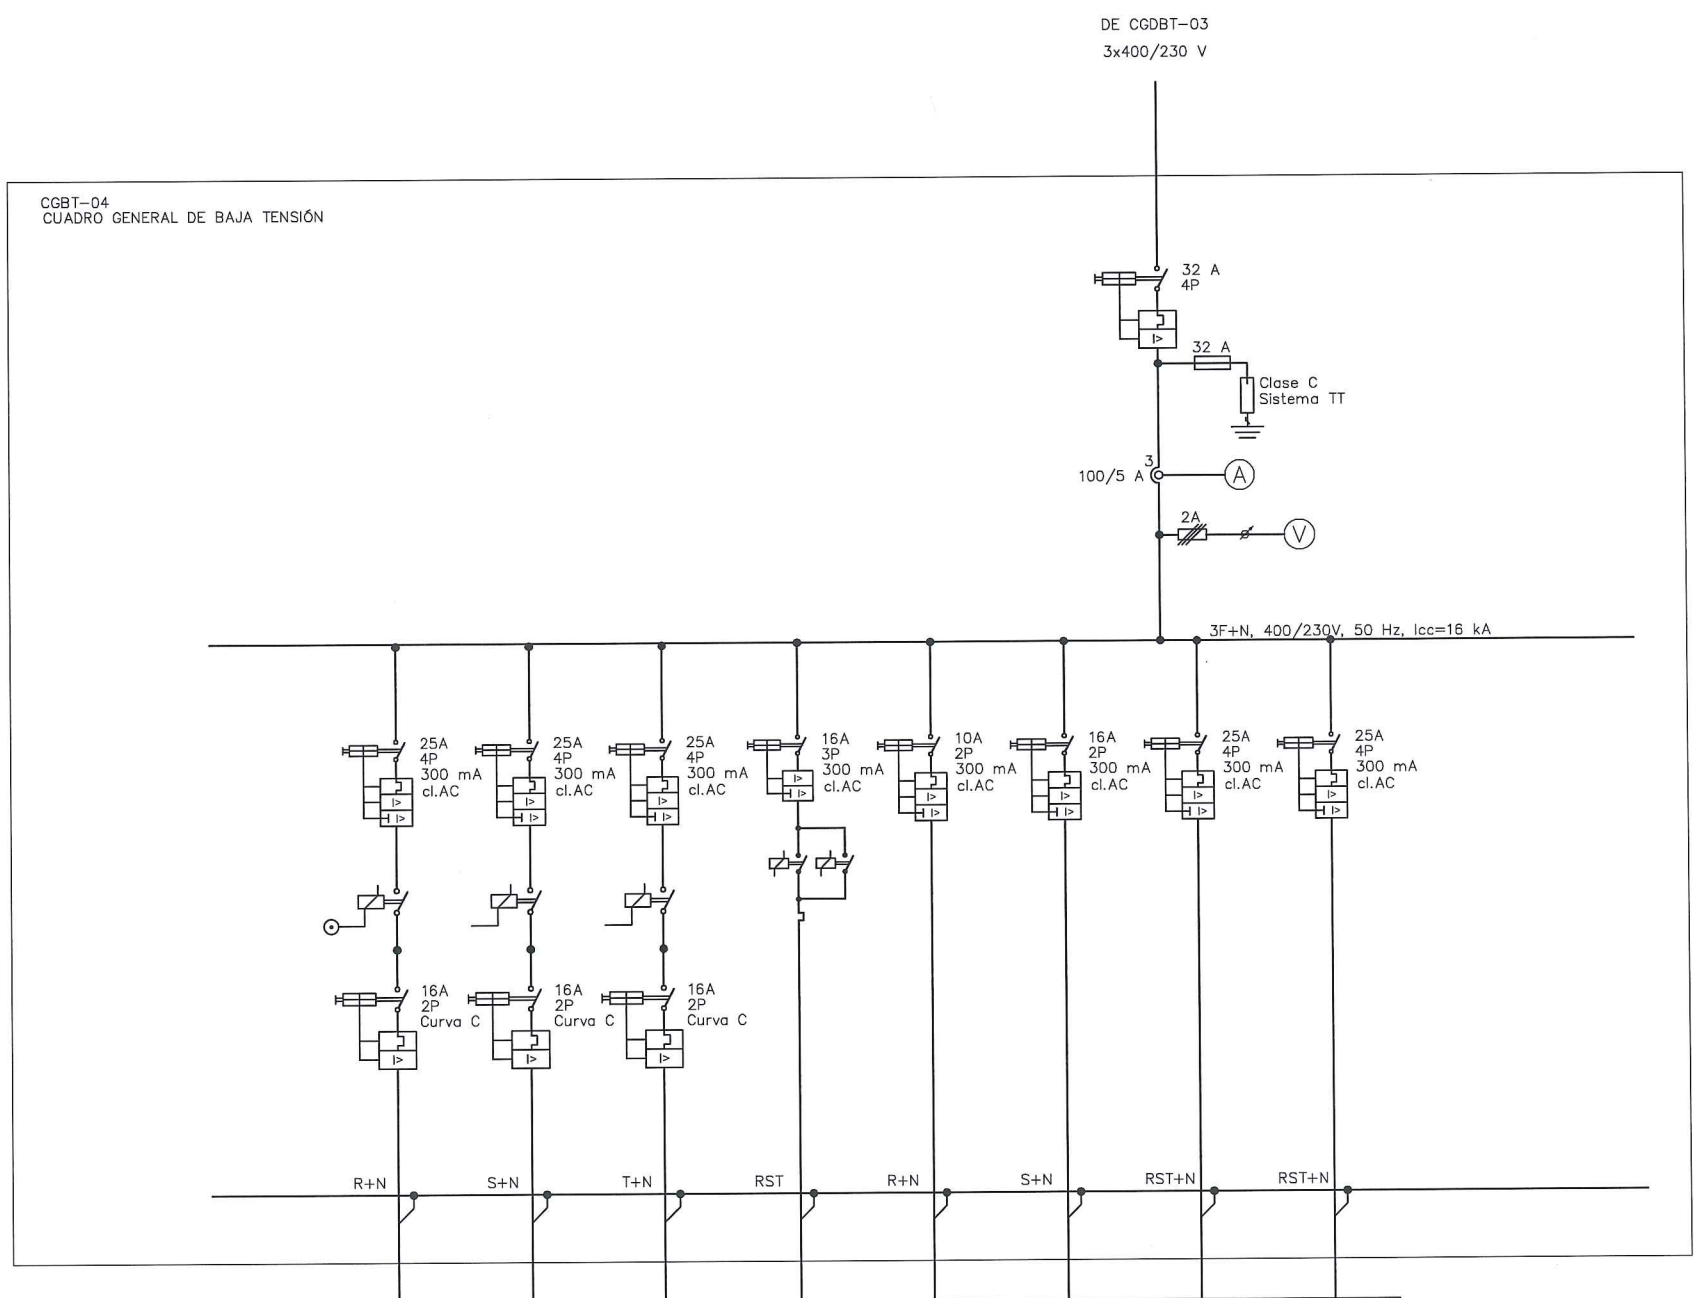 DE CGDBT-03
3x400/230 V
CGBT-04
CUADRO GENERAL DE BAJA TENSIÓN
32 A
4P
I>
32 A
Clase C
Sistema TT
3
100/5 A
A
2A
V
3F+N, 400/230V, 50 Hz, Icc=16 kA
25A
4P
300 mA
cl.AC
I>
I>
25A
4P
300 mA
cl.AC
I>
I>
25A
4P
300 mA
cl.AC
I>
I>
16A
3P
300 mA
cl.AC
I>
I>
10A
2P
300 mA
cl.AC
I>
I>
16A
2P
300 mA
cl.AC
I>
I>
25A
4P
300 mA
cl.AC
I>
I>
25A
4P
300 mA
cl.AC
I>
I>
16A
2P
Curva C
I>
16A
2P
Curva C
I>
16A
2P
Curva C
I>
R+N
S+N
T+N
RST
R+N
S+N
RST+N
RST+N